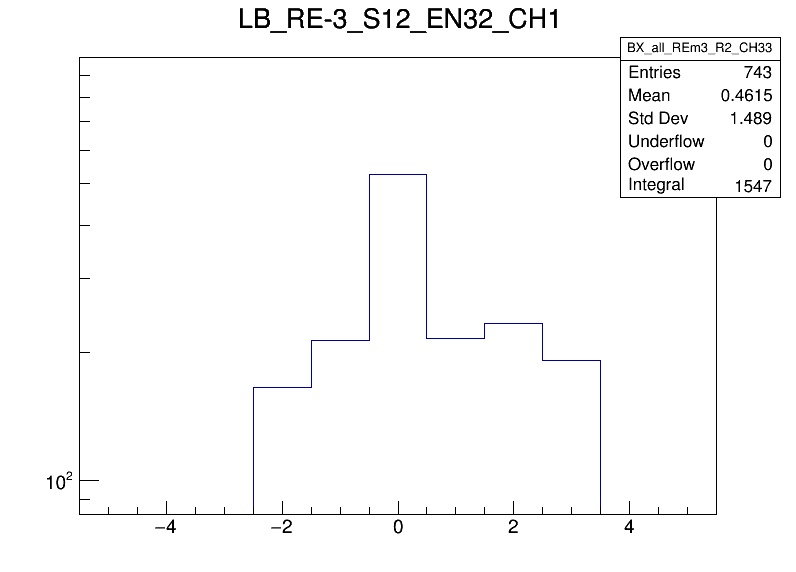 LB_RE-3_S12_EN32_CH1
BX_all_REm3_R2_CH33
Entries 743
Mean 0.4615
Std Dev 1.489
Underflow 0
Overflow 0
Integral 1547
10²
−4 −2 0 2 4